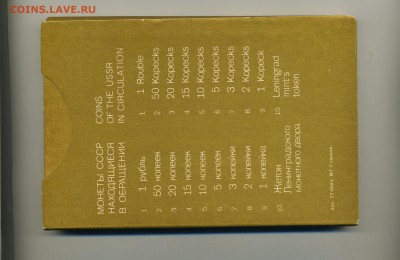 COINS.LAVE.RU
МОНЕТЫ СССР
НАХОДЯЩИЕСЯ
В ОБРАЩЕНИИ
1 1 рубль
2 50 копеек
3 20 копеек
4 15 копеек
5 10 копеек
6 5 копеек
7 3 копейки
8 2 копейки
9 1 копейка
10 Жетон
Ленинградского
монетного двора
COINS
OF THE USSR
IN CIRCULATION
1 1 Rouble
2 50 Kopecks
3 20 Kopecks
4 15 Kopecks
5 10 Kopecks
6 5 Kopecks
7 3 Kopecks
8 2 Kopecks
9 1 Kopeck
10 Leningrad
mint's
token